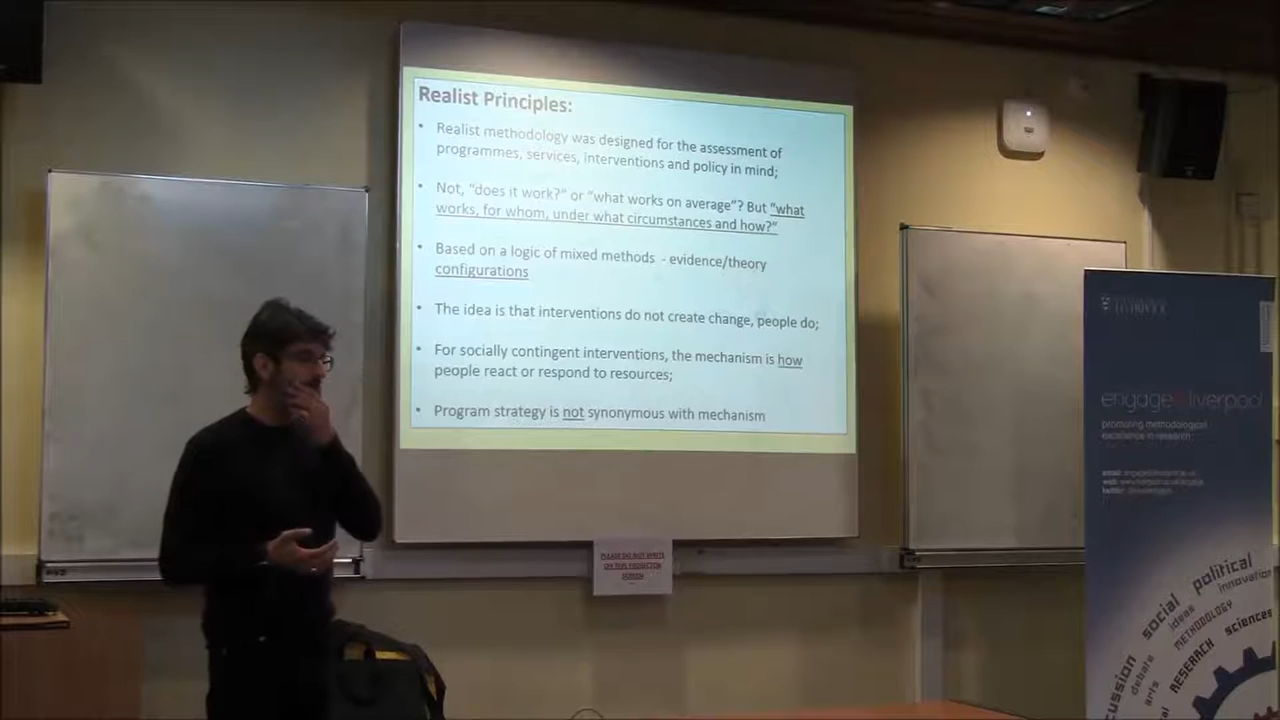 Realist Principles:
• Realist methodology was designed for the assessment of
programmes, services, interventions and policy in mind;
• Not, “does it work?” or “what works on average”? But “what
works, for whom, under what circumstances and how?”
• Based on a logic of mixed methods - evidence/theory
configurations
• The idea is that interventions do not create change, people do;
• For socially contingent interventions, the mechanism is how
people react or respond to resources;
• Program strategy is not synonymous with mechanism
PLEASE DO NOT WRITE
ON THIS PROJECTOR
SCREEN
LIVERPOOL
engage@liverpool
promoting methodological
excellence in research
political
innovation
social
ideas
METHODOLOGY
sciences
RESEARCH
debate
arts